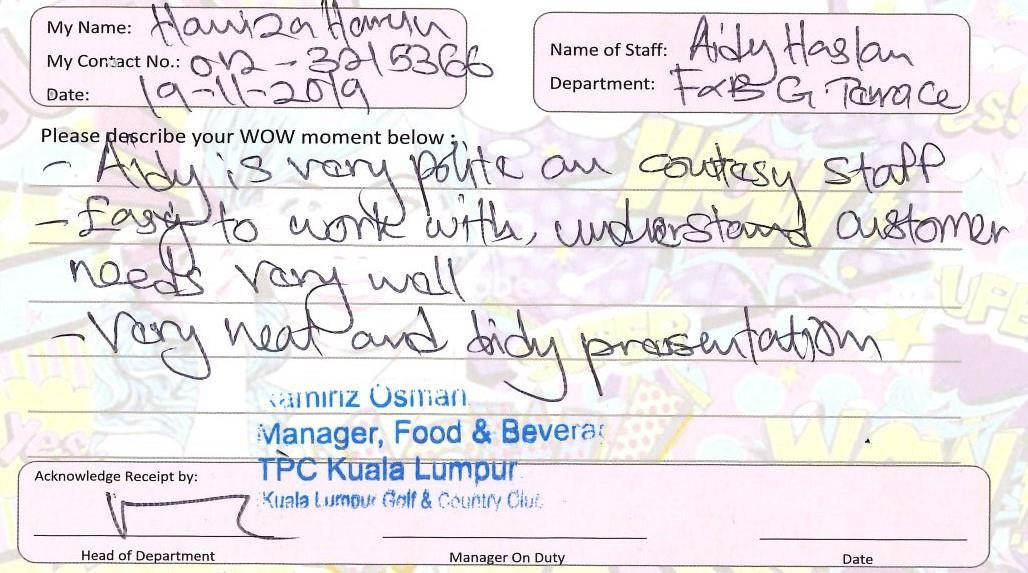 My Name: Haniza Hamyn
My Contact No.: 012-3215366
Date: 19-11-2019
Name of Staff: Aidy Haslan
Department: F&B G Terrace
Please describe your WOW moment below :
- Aidy is very polite an coutesy staff
- Easy to work with, understand customer
needs very well
- Very neat and tidy presentation
Osman
Manager, Food & Bevera
TPC Kuala Lumpur
Kuala Lumpur Golf & Country Club
Acknowledge Receipt by:
Head of Department
Manager On Duty
Date